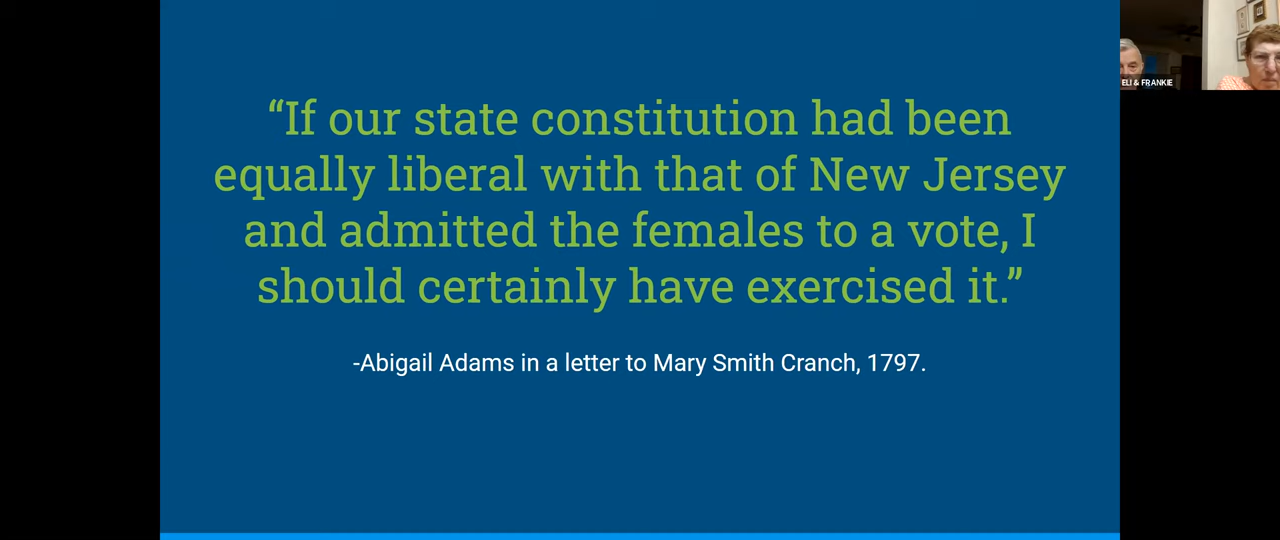 “If our state constitution had been
equally liberal with that of New Jersey
and admitted the females to a vote, I
should certainly have exercised it.”
-Abigail Adams in a letter to Mary Smith Cranch, 1797.
ELI & FRANKIE